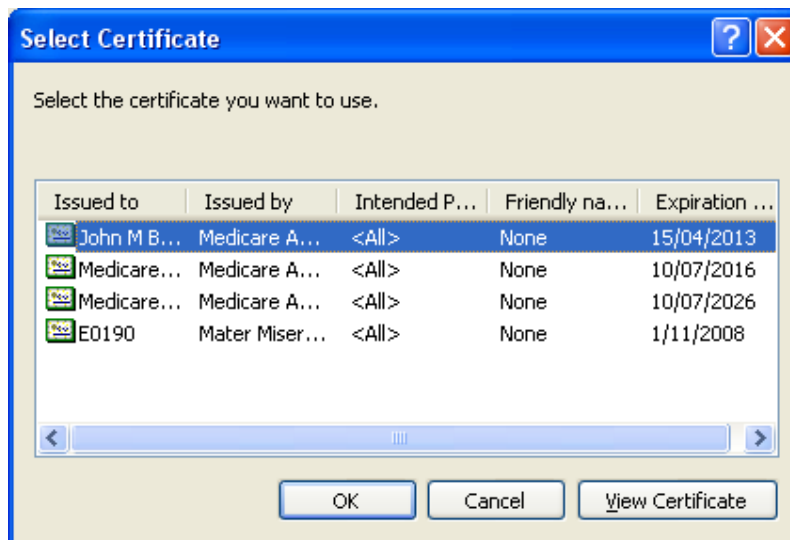 Select Certificate
Select the certificate you want to use.
Issued to Issued by Intended P... Friendly na... Expiration ...
John M B... Medicare A... <All> None 15/04/2013
Medicare... Medicare A... <All> None 10/07/2016
Medicare... Medicare A... <All> None 10/07/2026
E0190 Mater Miser... <All> None 1/11/2008
OK Cancel View Certificate